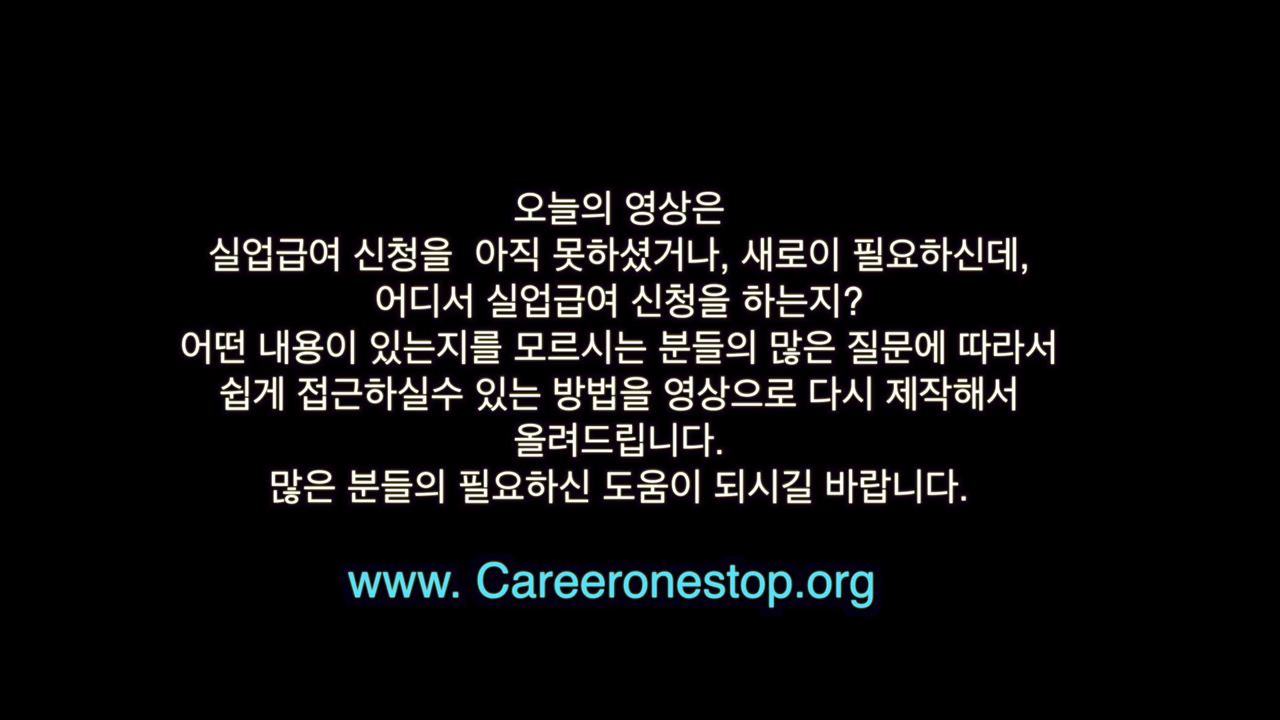 오늘의 영상은
실업급여 신청을  아직 못하셨거나, 새로이 필요하신데,
어디서 실업급여 신청을 하는지?
어떤 내용이 있는지를 모르시는 분들의 많은 질문에 따라서
쉽게 접근하실수 있는 방법을 영상으로 다시 제작해서
올려드립니다.
많은 분들의 필요하신 도움이 되시길 바랍니다.
www. Careeronestop.org